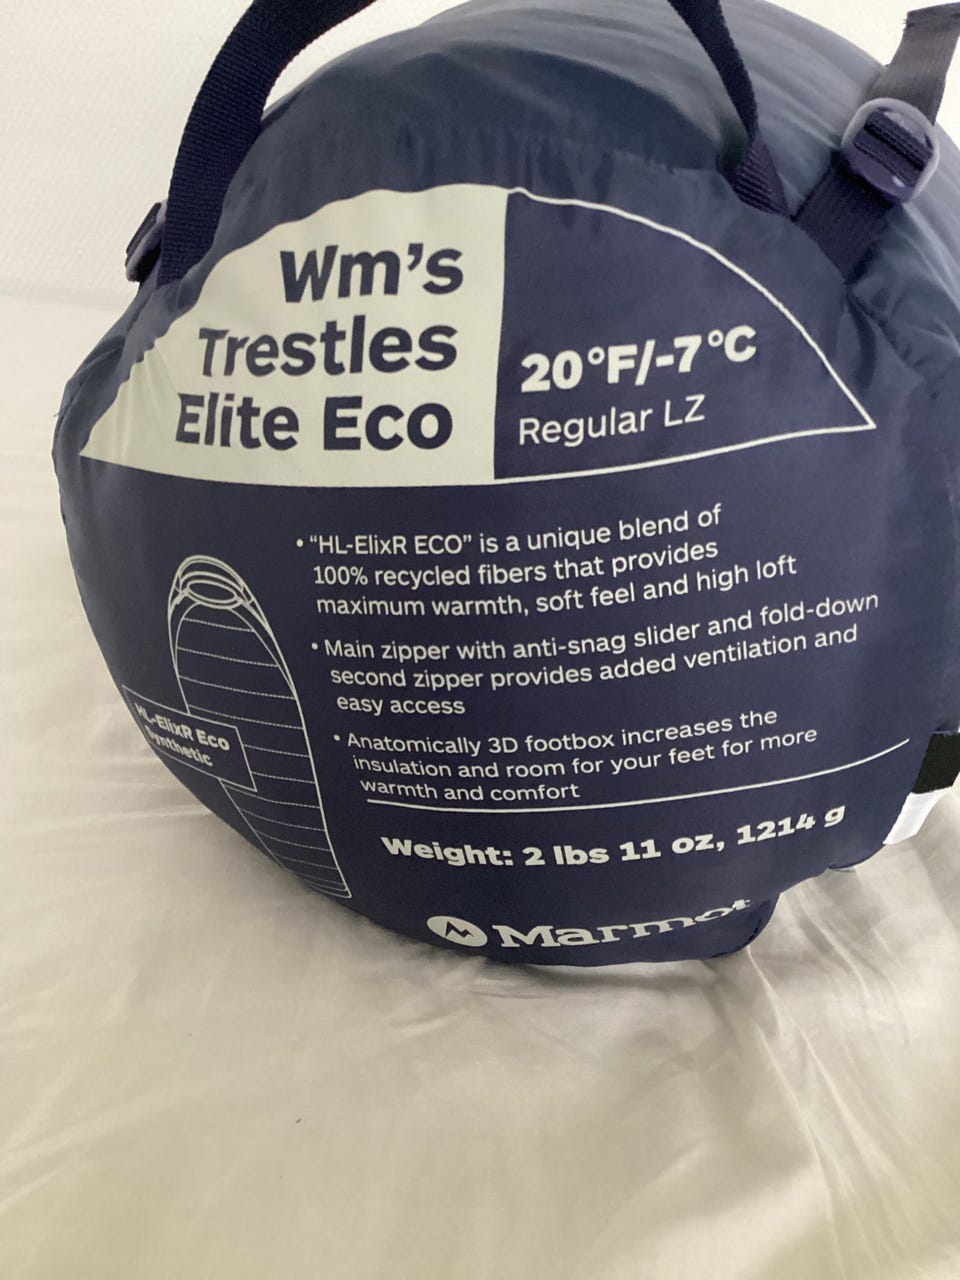 Wm's
Trestles
Elite Eco
20°F/-7°C
Regular LZ
• "HL-ElixR ECO" is a unique blend of
100% recycled fibers that provides
maximum warmth, soft feel and high loft
• Main zipper with anti-snag slider and fold-down
second zipper provides added ventilation and
easy access
• Anatomically 3D footbox increases the
insulation and room for your feet for more
warmth and comfort
HL-ElixR Eco
Synthetic
Weight: 2 lbs 11 oz, 1214 g
Marmot